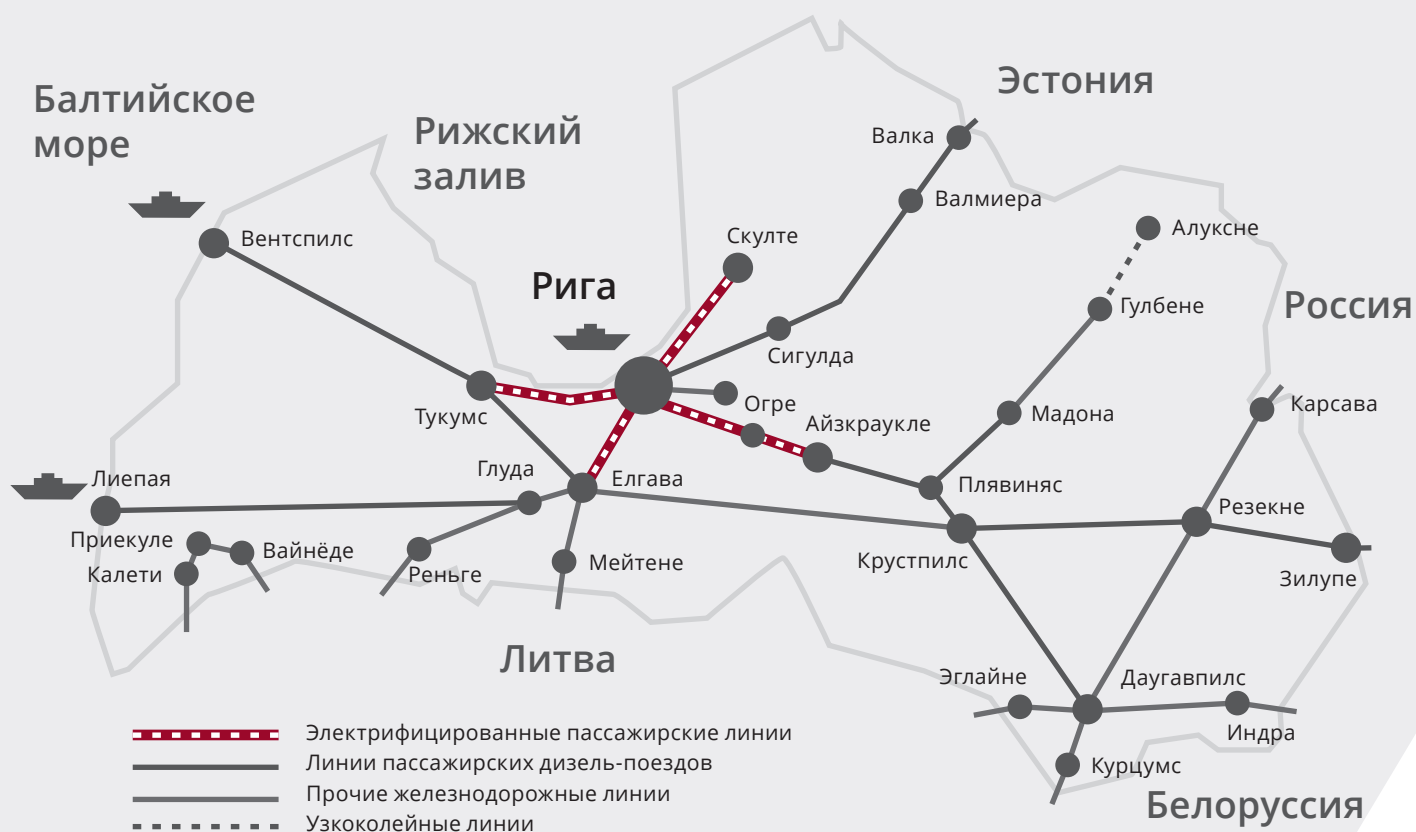 Балтийское
море
Рижский
залив
Эстония
Валка
Валмиера
Алуксне
Скулте
Вентспилс
Рига
Россия
Гулбене
Сигулда
Огре
Мадона
Карсава
Тукумс
Айзкраукле
Лиепая
Глуда
Елгава
Плявиняс
Резекне
Приекуле
Вайнёде
Калети
Реньге
Мейтене
Крустпилс
Зилупе
Литва
Эглайне
Даугавпилс
Индра
Курцумс
Белоруссия
Электрифицированные пассажирские линии
Линии пассажирских дизель-поездов
Прочие железнодорожные линии
Узкоколейные линии